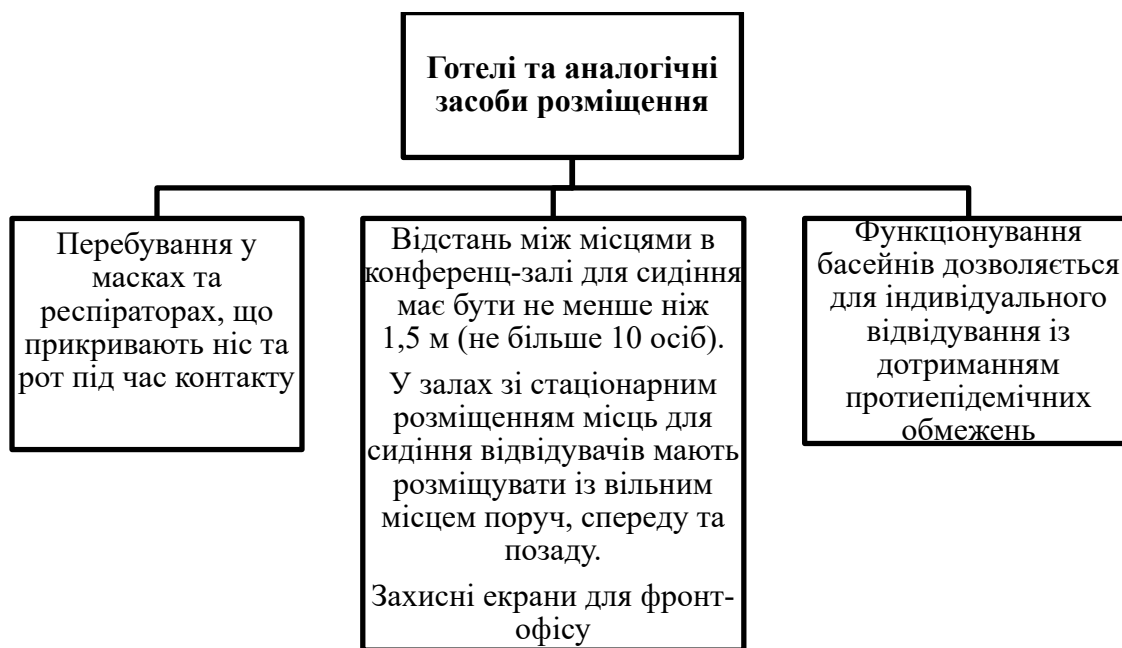 Готелі та аналогічні
засоби розміщення
Перебування у
масках та
респіраторах, що
прикривають ніс та
рот під час контакту
Відстань між місцями в
конференц-залі для сидіння
має бути не менше ніж
1,5 м (не більше 10 осіб).
У залах зі стаціонарним
розміщенням місць для
сидіння відвідувачів мають
розміщувати із вільним
місцем поруч, спереду та
позаду.
Захисні екрани для фронт-
офісу
Функціонування
басейнів дозволяється
для індивідуального
відвідування із
дотриманням
протиепідемічних
обмежень